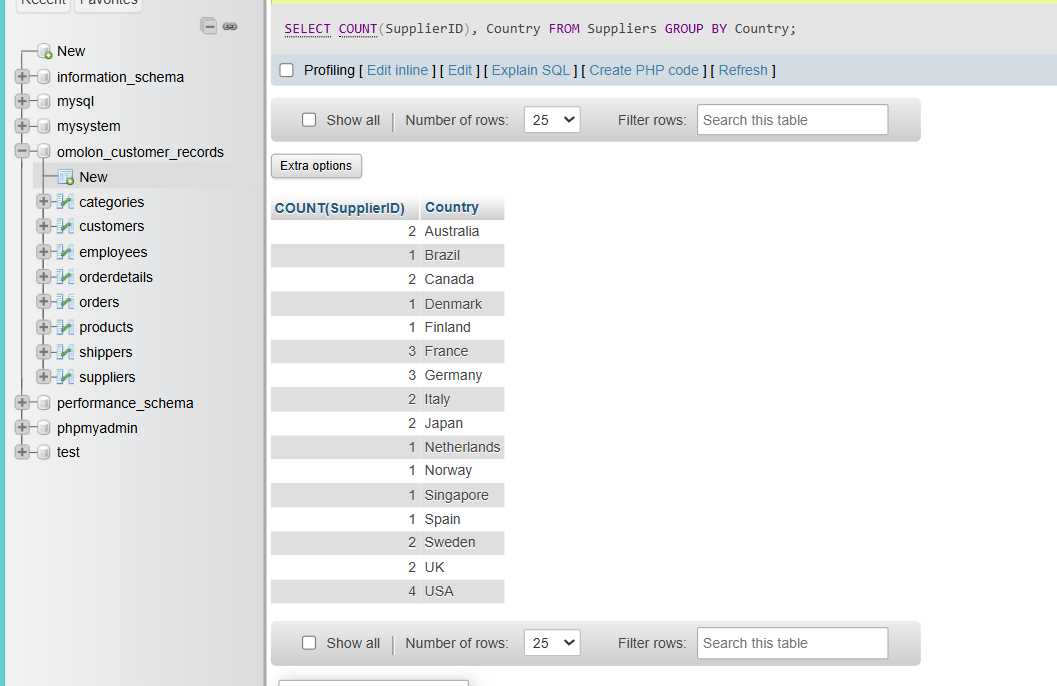 Recent Favorites
New
information_schema
mysql
mysystem
omolon_customer_records
New
categories
customers
employees
orderdetails
orders
products
shippers
suppliers
performance_schema
phpmyadmin
test
SELECT COUNT(SupplierID), Country FROM Suppliers GROUP BY Country;
Profiling [ Edit inline ] [ Edit ] [ Explain SQL ] [ Create PHP code ] [ Refresh ]
Show all | Number of rows: 25 Filter rows: Search this table
Extra options
COUNT(SupplierID) Country
2 Australia
1 Brazil
2 Canada
1 Denmark
1 Finland
3 France
3 Germany
2 Italy
2 Japan
1 Netherlands
1 Norway
1 Singapore
1 Spain
2 Sweden
2 UK
4 USA
Show all | Number of rows: 25 Filter rows: Search this table